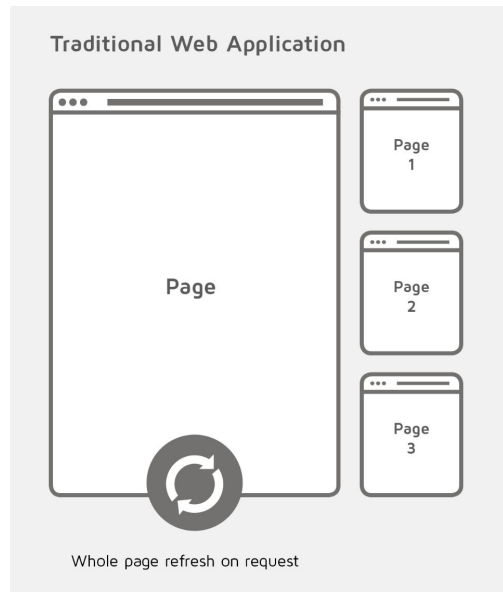 Traditional Web Application
Page
Page
1
Page
2
Page
3
Whole page refresh on request